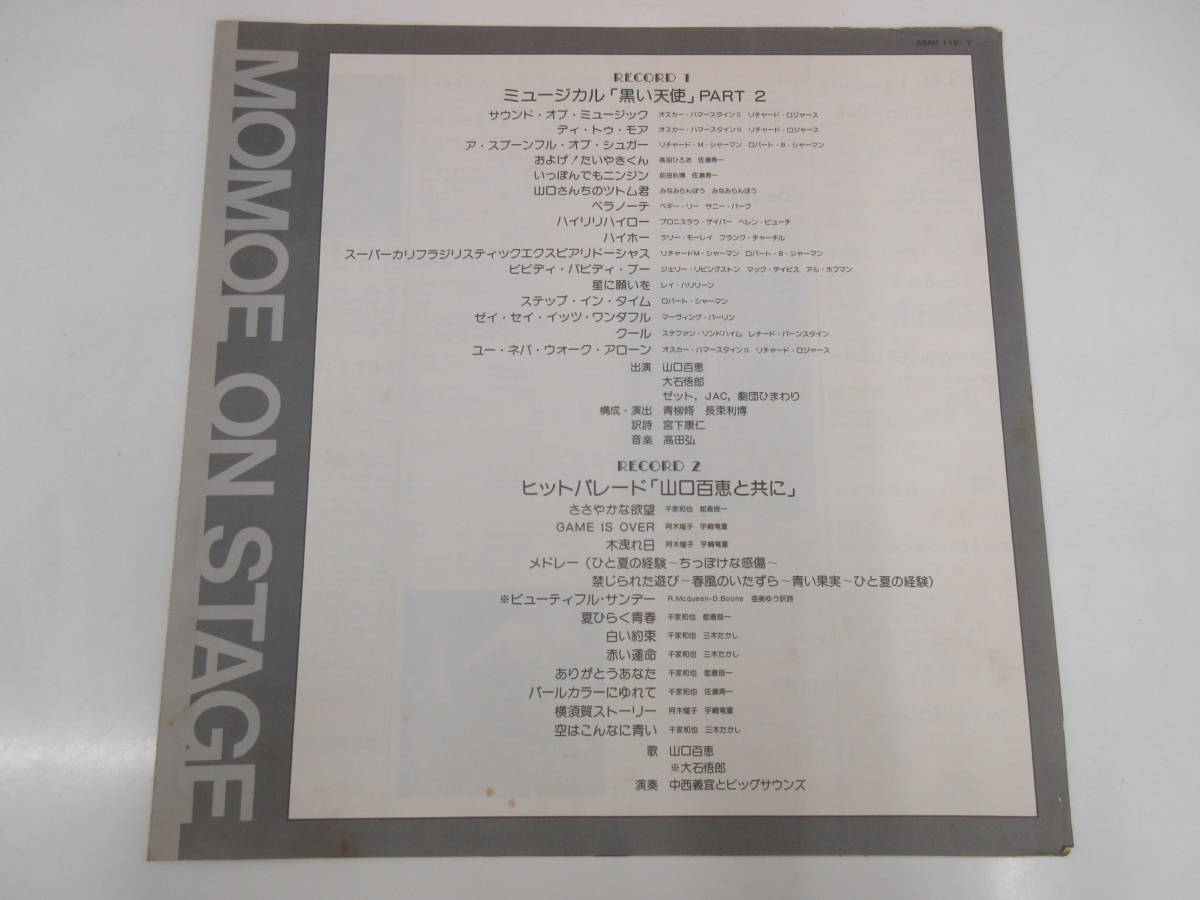 MOMOE ON STAGE
RECORD 1
ミュージカル「黒い天使」PART 2
サウンド・オブ・ミュージック オスカー・ハマースタインII リチャード・ロジャース
ティ・トゥ・モア オスカー・ハマースタインII リチャード・ロジャース
ア・スプーンフル・オブ・シュガー リチャード・M・シャーマン ロバート・B・シャーマン
およげ!たいやきくん 高田ひろお 佐瀬寿一
いっぽんでもニンジン 前田利博 佐瀬寿一
山口さんちのツトム君 みなみらんぼう みなみらんぼう
ベラノーテ ペギー・リー サニー・バーク
ハイリリハイロー ブロニスラウ・ゲイパー ヘレン・ビューチ
ハイホー ラリー・モーレイ フランク・チャーチル
スーパーカリフラジリスティックエクスピアリドーシャス リチャードM・シャーマン ロバート・B・シャーマン
ビビディ・バビディ・ブー ジェリー・リビングストン マック・デイビス アル・ホフマン
星に願いを レイ・ハリリーン
ステップ・イン・タイム ロバート・シャーマン
ゼイ・セイ・イッツ・ワンダフル マーヴィング・バーリン
クール ステファン・ソンドハイム レナード・バーンスタイン
ユー・ネバ・ウォーク・アローン オスカー・ハマースタインII リチャード・ロジャース
出演 山口百恵
大石悟郎
ゼット,JAC,劇団ひまわり
構成・演出 青柳脩 長束利博
訳詩 宮下康仁
音楽 高田弘
RECORD 2
ヒットパレード「山口百恵と共に」
ささやかな欲望 千家和也 都倉俊一
GAME IS OVER 阿木燿子 宇崎竜童
木洩れ日 阿木燿子 宇崎竜童
メドレー(ひと夏の経験〜ちっぽけな感傷〜
禁じられた遊び〜春風のいたずら〜青い果実〜ひと夏の経験)
※ビューティフル・サンデー R.Mcqueen-D.Boone 亜美ゆう訳詩
夏ひらく青春 千家和也 都倉俊一
白い約束 千家和也 三木たかし
赤い運命 千家和也 三木たかし
ありがとうあなた 千家和也 都倉俊一
パールカラーにゆれて 千家和也 佐瀬寿一
横須賀ストーリー 阿木燿子 宇崎竜童
空はこんなに青い 千家和也 三木たかし
歌 山口百恵
※大石悟郎
演奏 中西義宜とビッグサウンズ